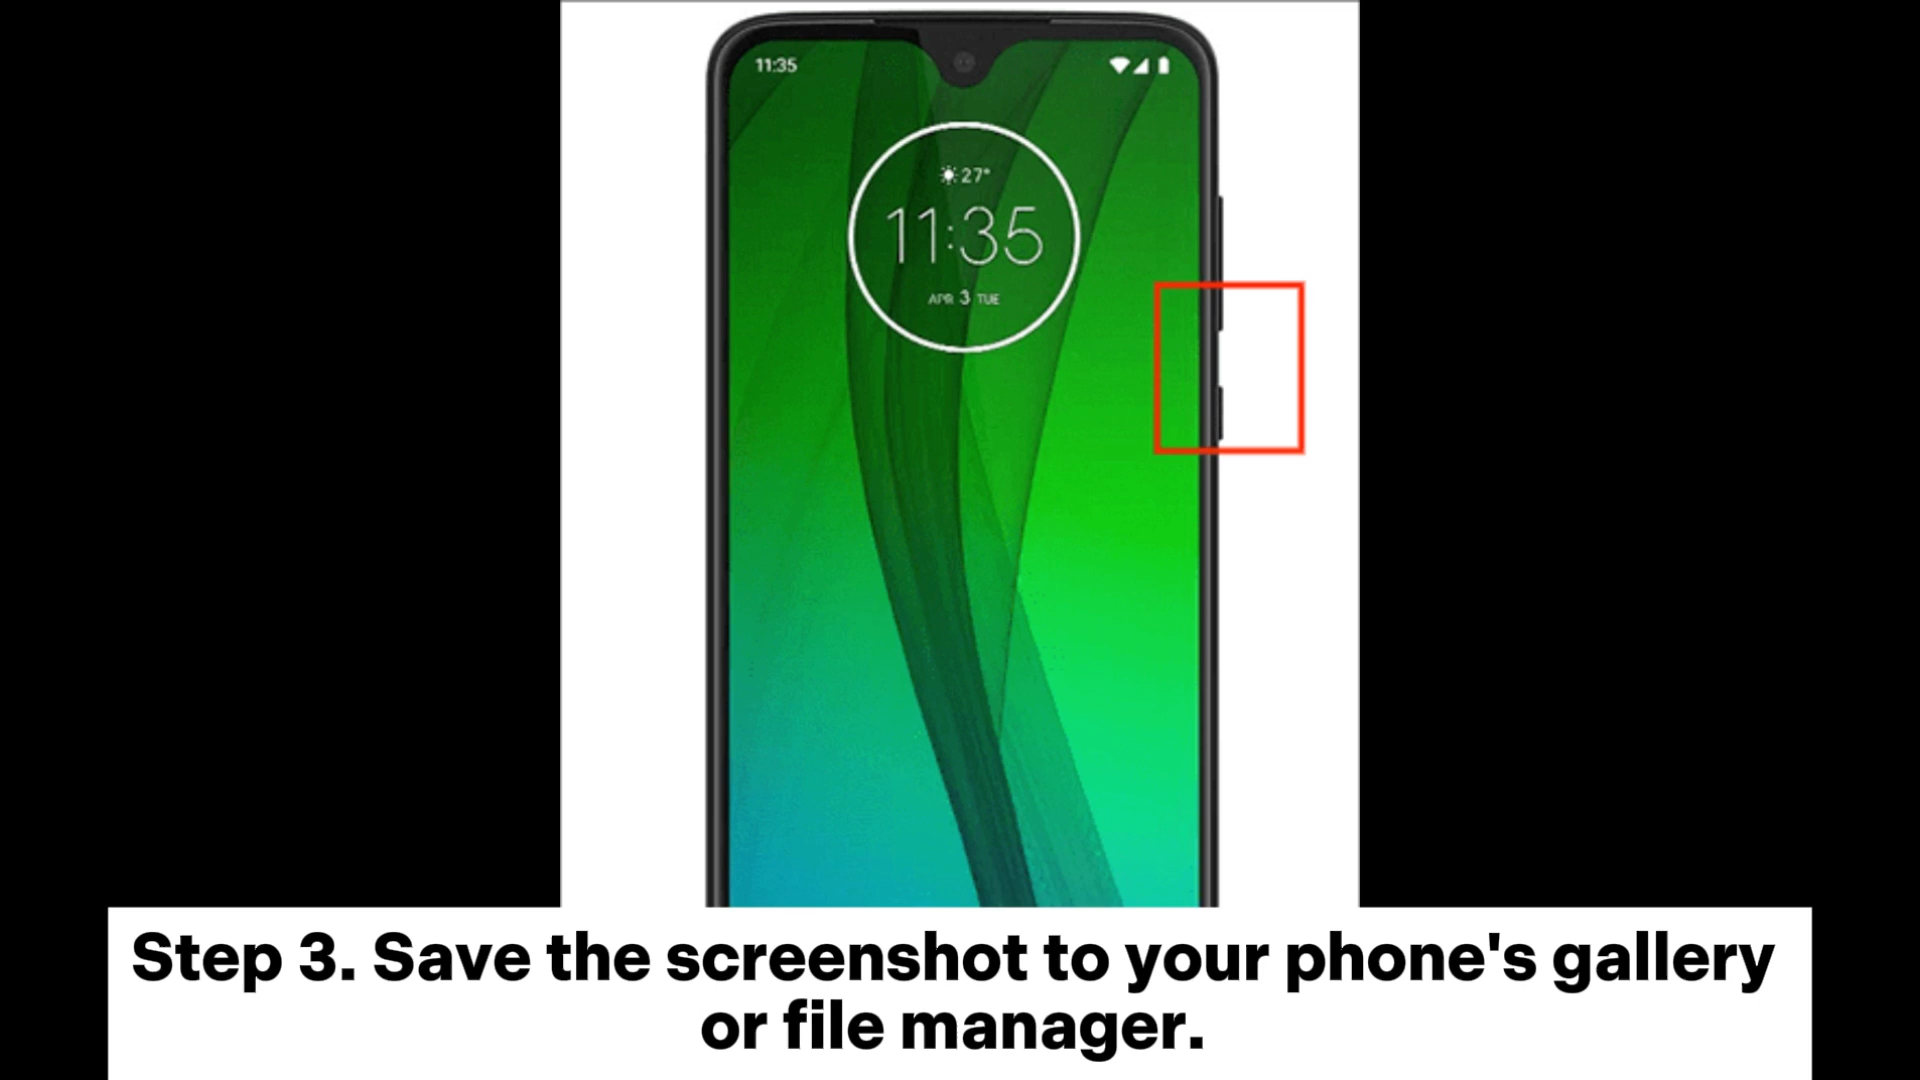 11:35
27°
11:35
APR 3 TUE
Step 3. Save the screenshot to your phone's gallery
or file manager.